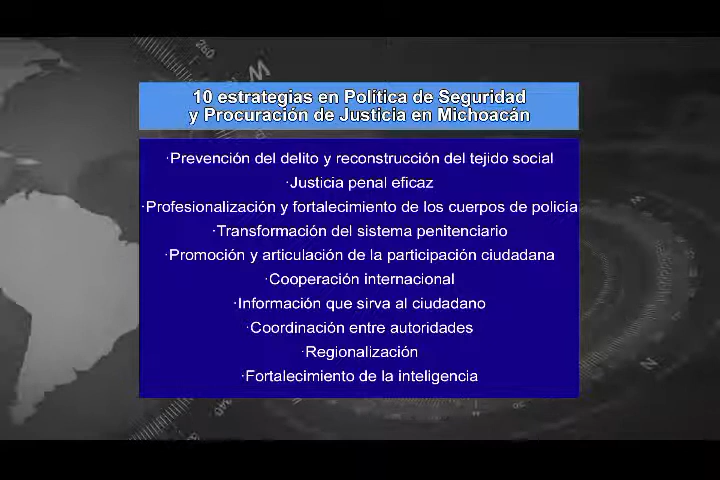 10 estrategias en Política de Seguridad
y Procuración de Justicia en Michoacán
·Prevención del delito y reconstrucción del tejido social
·Justicia penal eficaz
·Profesionalización y fortalecimiento de los cuerpos de policía
·Transformación del sistema penitenciario
·Promoción y articulación de la participación ciudadana
·Cooperación internacional
·Información que sirva al ciudadano
·Coordinación entre autoridades
·Regionalización
·Fortalecimiento de la inteligencia